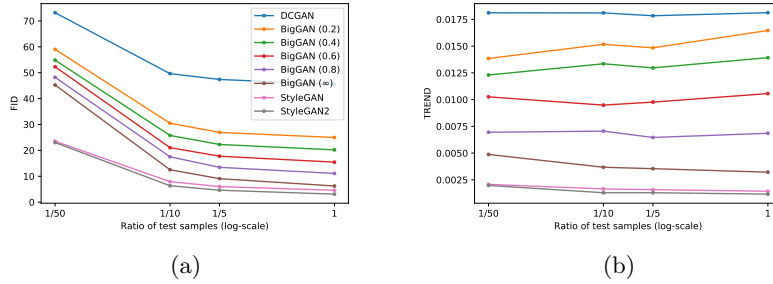 70
60
50
40
30
20
10
0
FID
DCGAN
BigGAN (0.2)
BigGAN (0.4)
BigGAN (0.6)
BigGAN (0.8)
BigGAN (∞)
StyleGAN
StyleGAN2
1/50
1/10
1/5
1
Ratio of test samples (log-scale)
(a)
0.0175
0.0150
0.0125
0.0100
0.0075
0.0050
0.0025
TREND
1/50
1/10
1/5
1
Ratio of test samples (log-scale)
(b)